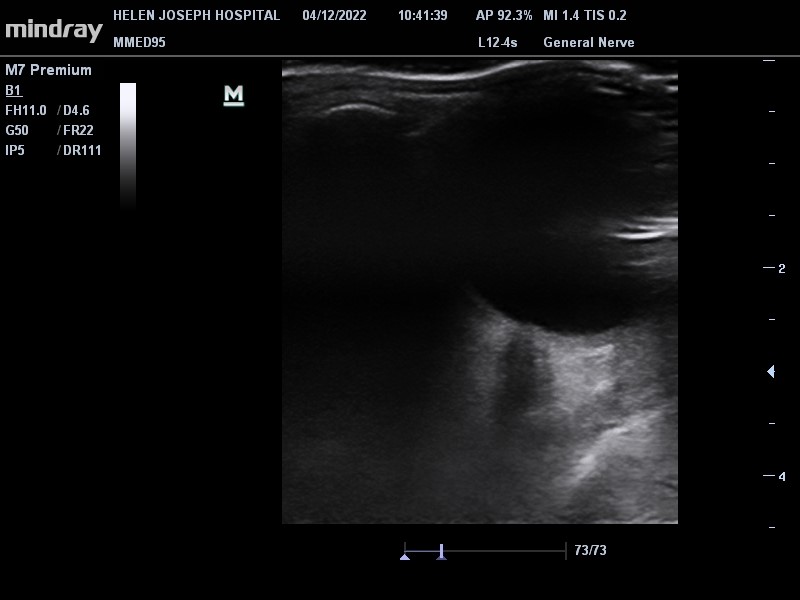 mindray
HELEN JOSEPH HOSPITAL 04/12/2022 10:41:39 AP 92.3% MI 1.4 TIS 0.2
MMED95 L12-4s General Nerve
M7 Premium
B1
FH11.0 / D4.6
G50 / FR22
IP5 / DR111
M
2
4
73/73